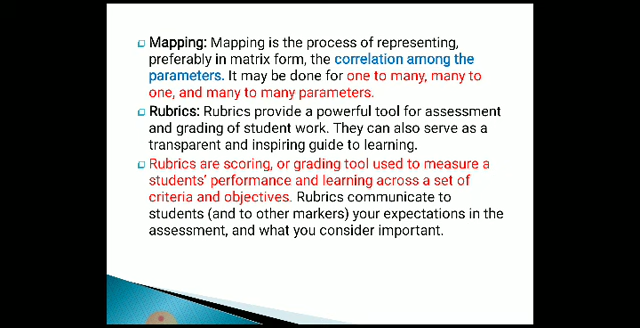 Mapping: Mapping is the process of representing,
preferably in matrix form, the correlation among the
parameters. It may be done for one to many, many to
one, and many to many parameters.
Rubrics: Rubrics provide a powerful tool for assessment
and grading of student work. They can also serve as a
transparent and inspiring guide to learning.
Rubrics are scoring, or grading tool used to measure a
students’ performance and learning across a set of
criteria and objectives. Rubrics communicate to
students (and to other markers) your expectations in the
assessment, and what you consider important.